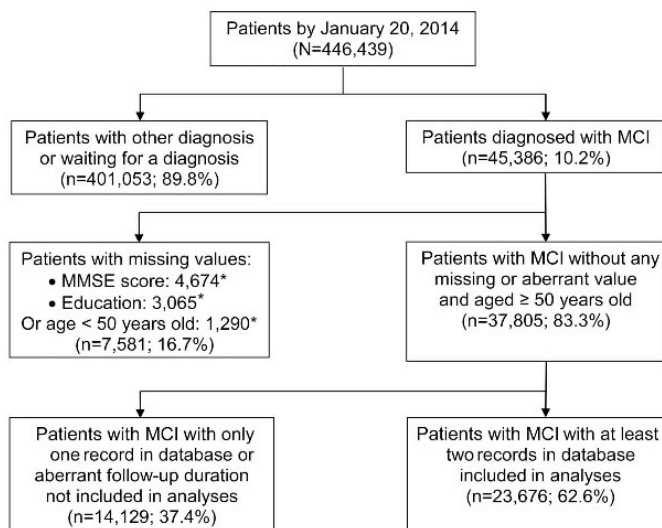 Patients by January 20, 2014
(N=446,439)
Patients with other diagnosis
or waiting for a diagnosis
(n=401,053; 89.8%)
Patients diagnosed with MCI
(n=45,386; 10.2%)
Patients with missing values:
• MMSE score: 4,674*
• Education: 3,065*
Or age < 50 years old: 1,290*
(n=7,581; 16.7%)
Patients with MCI without any
missing or aberrant value
and aged ≥ 50 years old
(n=37,805; 83.3%)
Patients with MCI with only
one record in database or
aberrant follow-up duration
not included in analyses
(n=14,129; 37.4%)
Patients with MCI with at least
two records in database
included in analyses
(n=23,676; 62.6%)